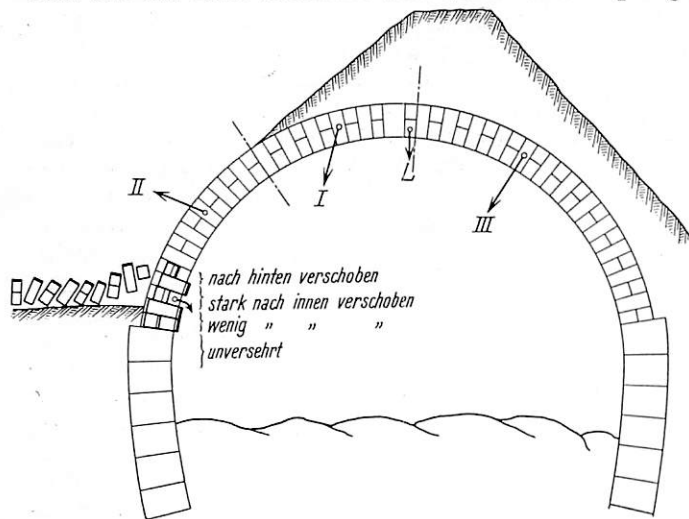 II
I
L
III
nach hinten verschoben
stark nach innen verschoben
wenig " " "
unversehrt